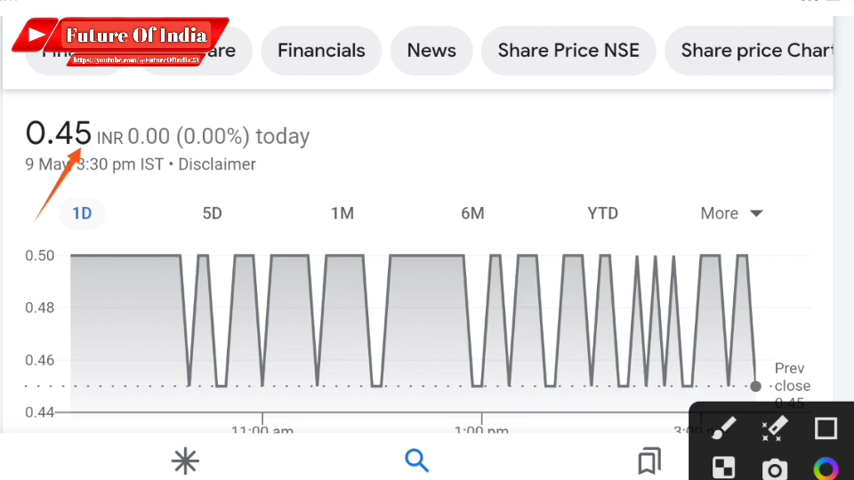 Future Of India
are
Financials
News
Share Price NSE
Share price Chart
0.45 INR 0.00 (0.00%) today
9 May, 3:30 pm IST • Disclaimer
1D
5D
1M
6M
YTD
More
0.50
0.48
0.46
0.44
Prev
close
0.45
11:00 am
1:00 pm